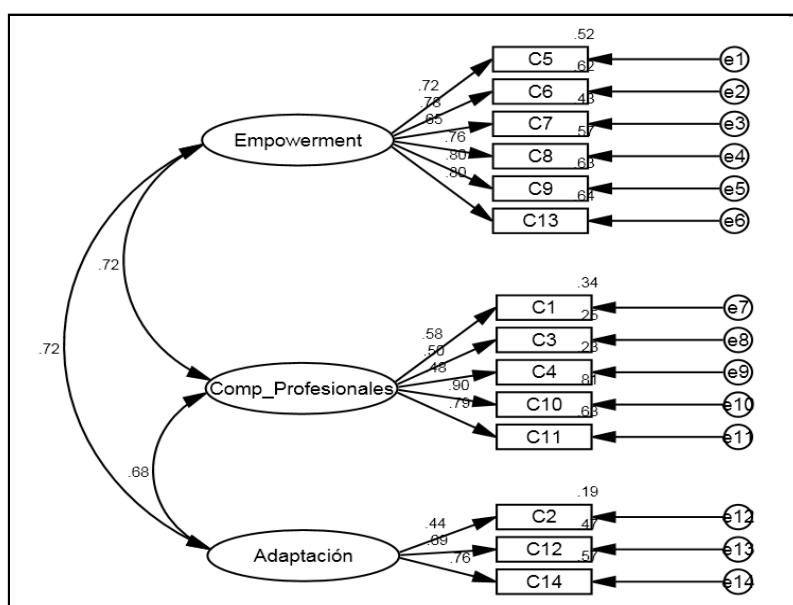 .52
C5
e1
.62
.72
C6
e2
.78
.43
.65
C7
e3
Empowerment
.57
.76
C8
e4
.63
.80
C9
e5
.64
.80
C13
e6
.72
.34
C1
e7
.58
.25
.50
C3
e8
.23
.48
C4
e9
.72
Comp_Profesionales
.81
.90
C10
e10
.63
.79
C11
e11
.68
.19
C2
e12
.44
.47
.69
C12
e13
Adaptación
.57
.76
C14
e14